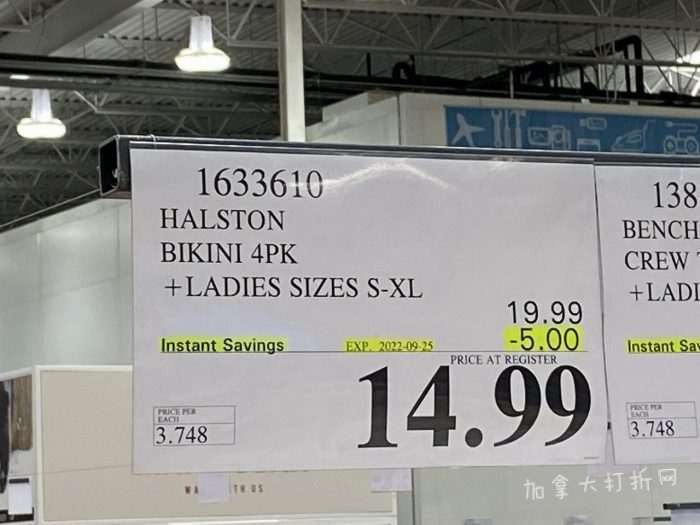 1633610
HALSTON
BIKINI 4PK
+LADIES SIZES S-XL
19.99
Instant Savings EXP. 2022-09-25 -5.00
PRICE AT REGISTER
14.99
PRICE PER
EACH
3.748
138
BENCH
CREW
+LADI
Instant Sav
PRICE PER
EACH
3.748
TH US
加拿大打折网